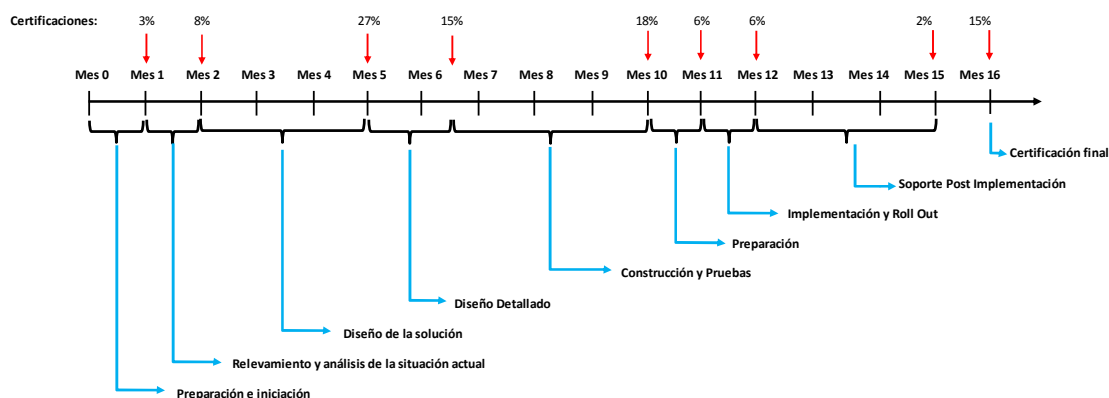 Certificaciones: 3% 8% 27% 15% 18% 6% 6% 2% 15%
Mes 0 Mes 1 Mes 2 Mes 3 Mes 4 Mes 5 Mes 6 Mes 7 Mes 8 Mes 9 Mes 10 Mes 11 Mes 12 Mes 13 Mes 14 Mes 15 Mes 16
Certificación final
Soporte Post Implementación
Implementación y Roll Out
Preparación
Construcción y Pruebas
Diseño Detallado
Diseño de la solución
Relevamiento y análisis de la situación actual
Preparación e iniciación